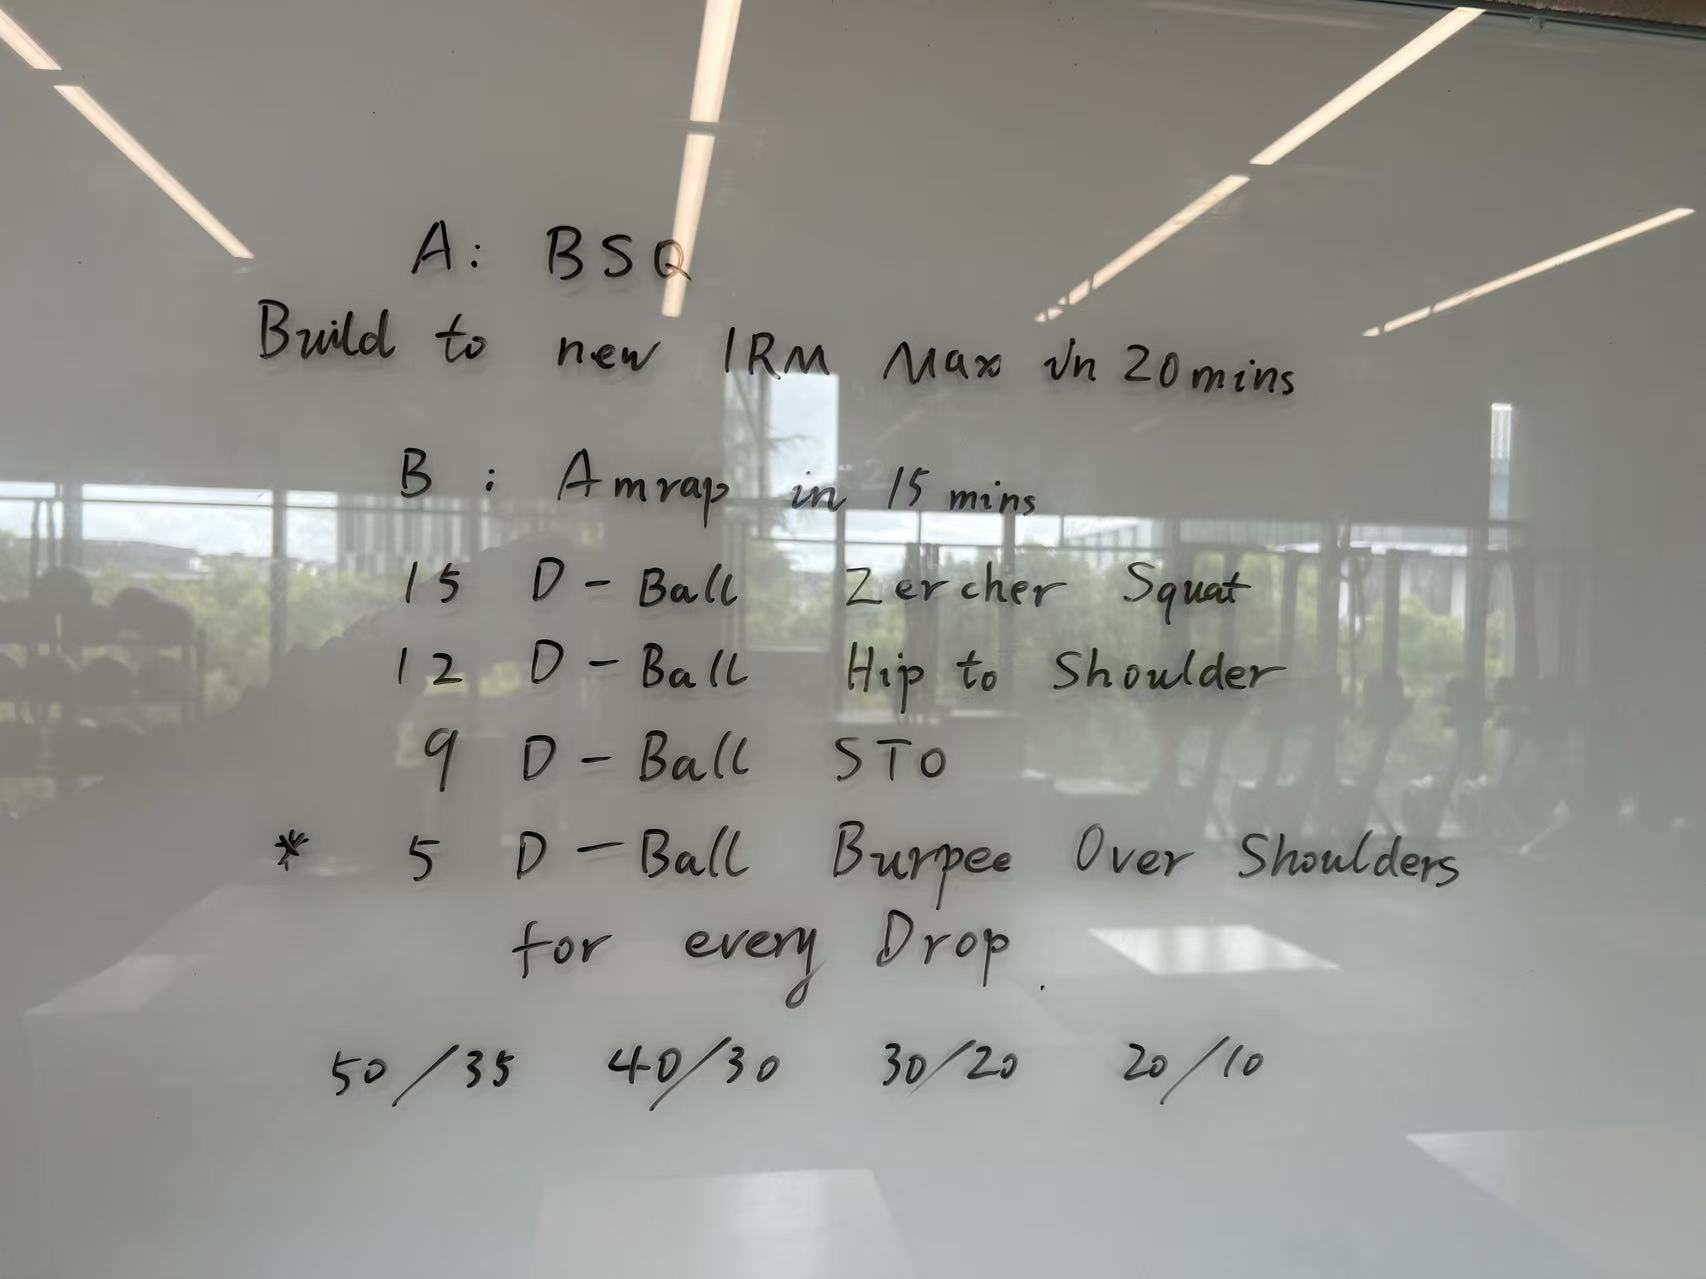 A: BSQ
Build to new 1RM Max in 20mins
B : Amrap in 15 mins
15 D-Ball Zercher Squat
12 D-Ball Hip to Shoulder
9 D-Ball STO
* 5 D-Ball Burpee Over Shoulders
for every Drop.
50/35 40/30 30/20 20/10